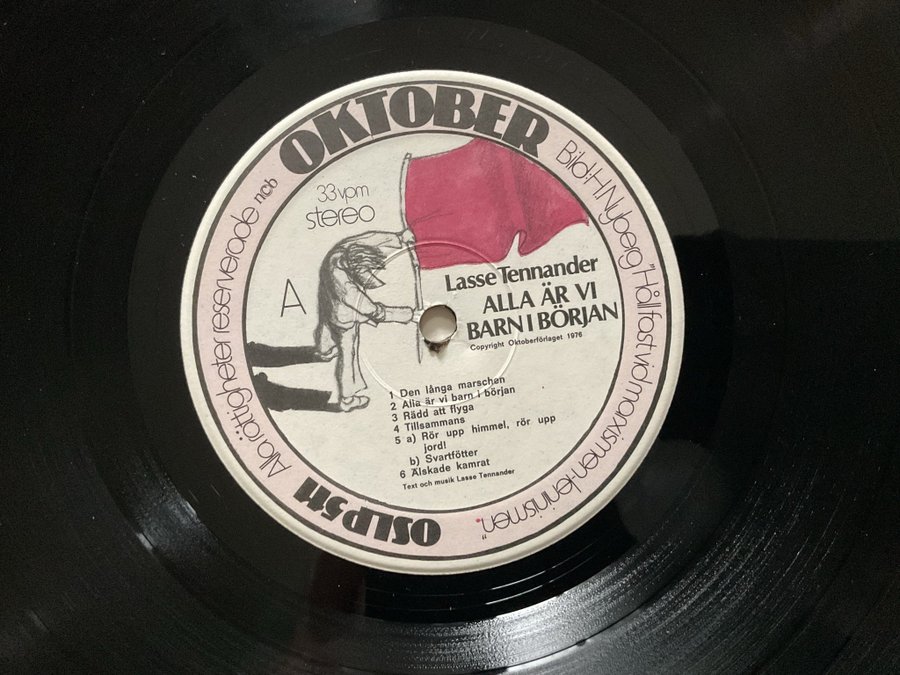 OKTOBER
Bild: H. Nyberg "Håll fast vid marxismen-leninismen."
OSLP 511
Alla rättigheter reserverade ncb
33 vpm
stereo
A
Lasse Tennander
ALLA ÄR VI
BARN I BÖRJAN
Copyright Oktoberförlaget 1976
1 Den långa marschen
2 Alla är vi barn i början
3 Rädd att flyga
4 Tillsammans
5 a) Rör upp himmel, rör upp
jord!
b) Svartfötter
6 Älskade kamrat
Text och musik Lasse Tennander